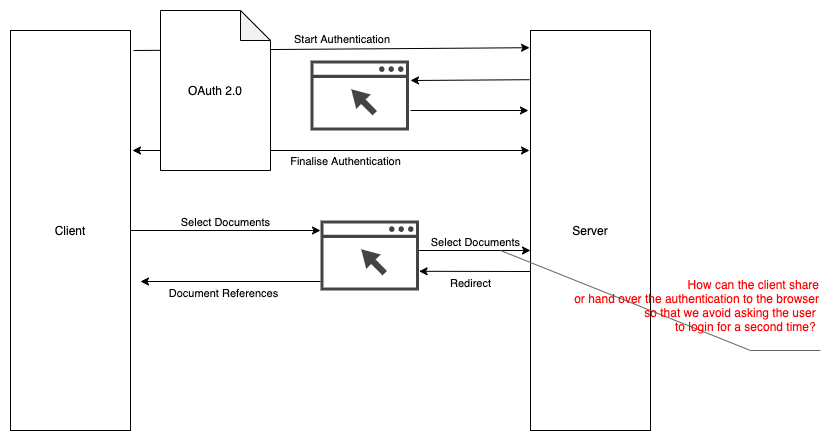 Start Authentication
OAuth 2.0
Finalise Authentication
Client
Server
Select Documents
Select Documents
Redirect
Document References
How can the client share
or hand over the authentication to the browser
so that we avoid asking the user
to login for a second time?